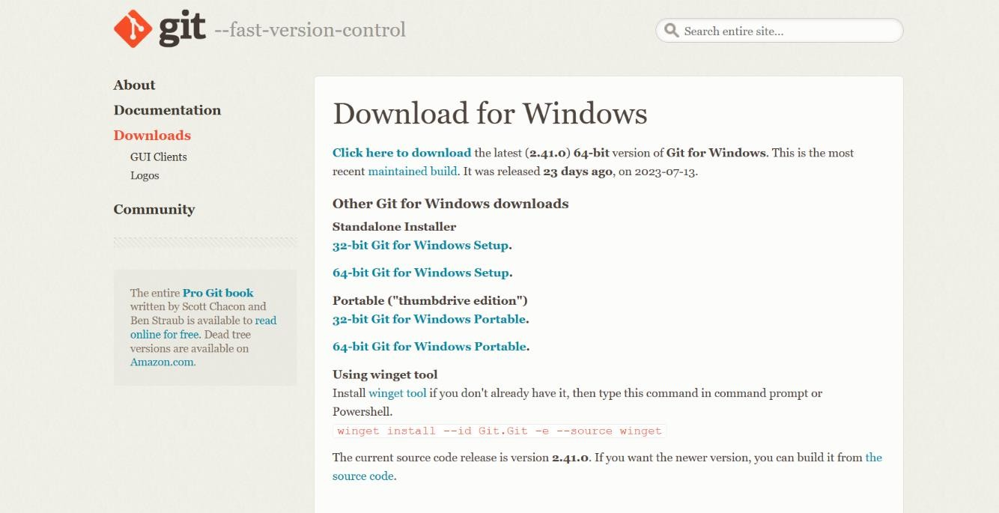 git --fast-version-control
Search entire site...
About
Documentation
Downloads
GUI Clients
Logos
Community
The entire Pro Git book
written by Scott Chacon and
Ben Straub is available to read
online for free. Dead tree
versions are available on
Amazon.com.
Download for Windows
Click here to download the latest (2.41.0) 64-bit version of Git for Windows. This is the most
recent maintained build. It was released 23 days ago, on 2023-07-13.
Other Git for Windows downloads
Standalone Installer
32-bit Git for Windows Setup.
64-bit Git for Windows Setup.
Portable ("thumbdrive edition")
32-bit Git for Windows Portable.
64-bit Git for Windows Portable.
Using winget tool
Install winget tool if you don't already have it, then type this command in command prompt or
Powershell.
winget install --id Git.Git -e --source winget
The current source code release is version 2.41.0. If you want the newer version, you can build it from the
source code.